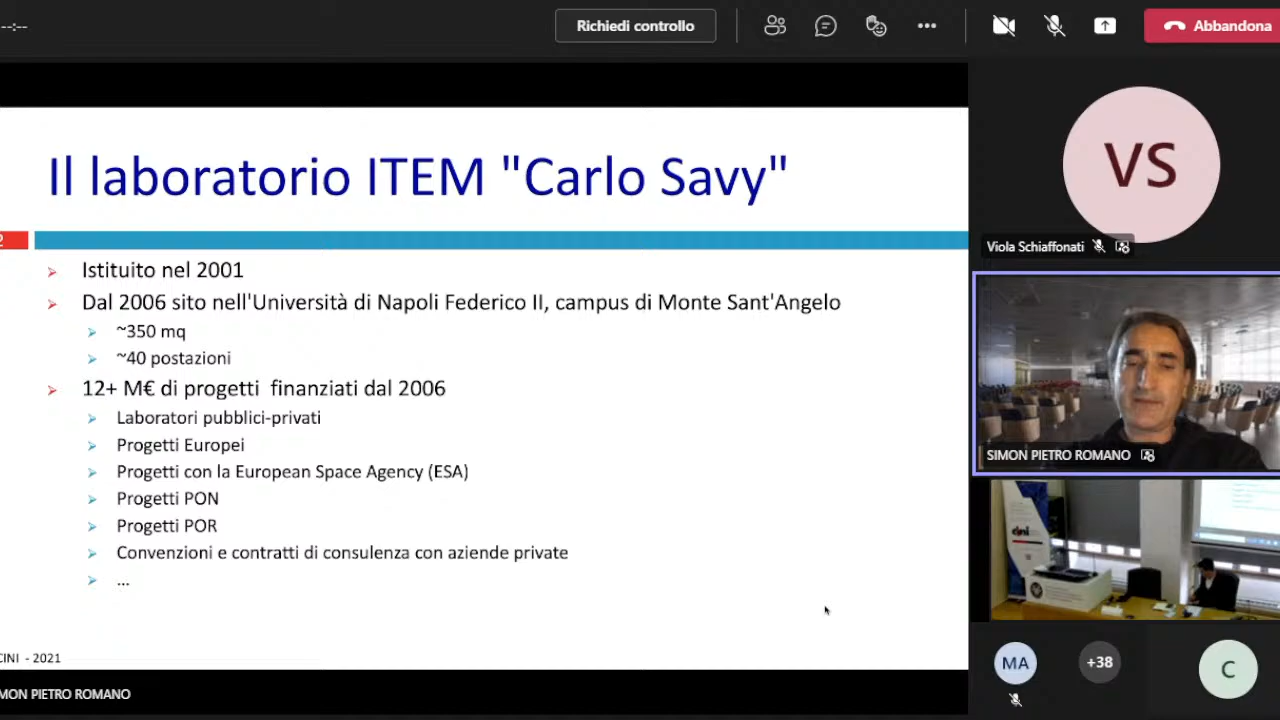 --:--
Richiedi controllo
Abbandona
Il laboratorio ITEM "Carlo Savy"
2
Istituito nel 2001
Dal 2006 sito nell'Università di Napoli Federico II, campus di Monte Sant'Angelo
~350 mq
~40 postazioni
12+ M€ di progetti finanziati dal 2006
Laboratori pubblici-privati
Progetti Europei
Progetti con la European Space Agency (ESA)
Progetti PON
Progetti POR
Convenzioni e contratti di consulenza con aziende private
...
CINI - 2021
MON PIETRO ROMANO
VS
Viola Schiaffonati
SIMON PIETRO ROMANO
cini
MA
+38
C